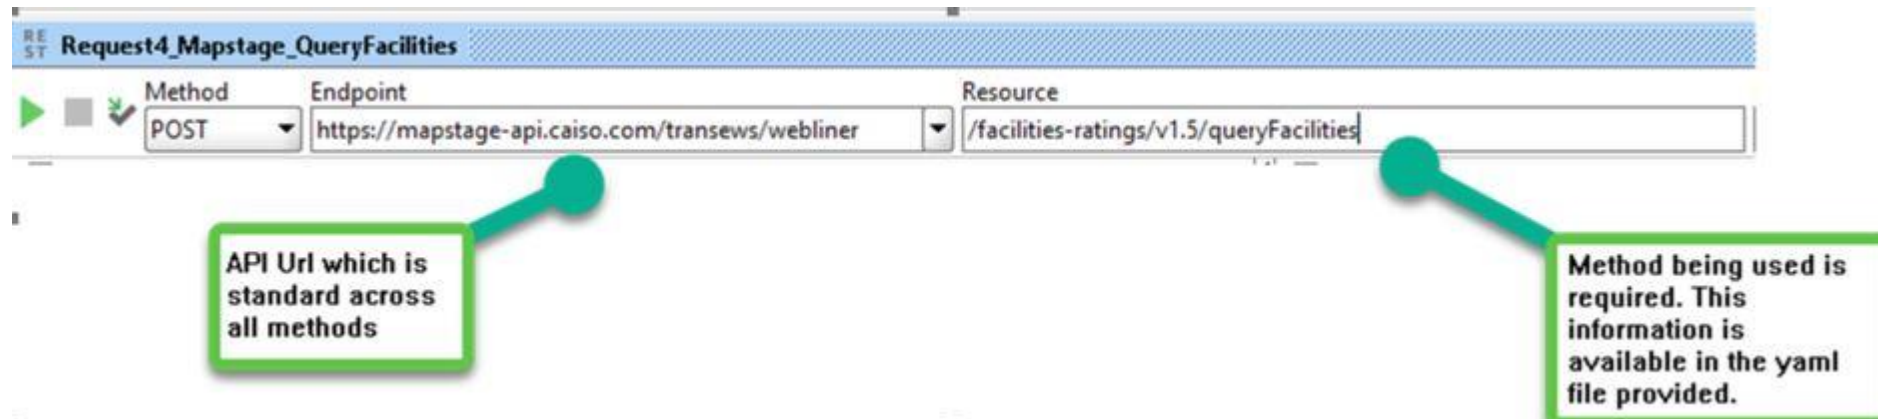 REST Request4_Mapstage_QueryFacilities
Method Endpoint Resource
POST https://mapstage-api.caiso.com/transews/webliner /facilities-ratings/v1.5/queryFacilities
API Url which is
standard across
all methods
Method being used is
required. This
information is
available in the yaml
file provided.